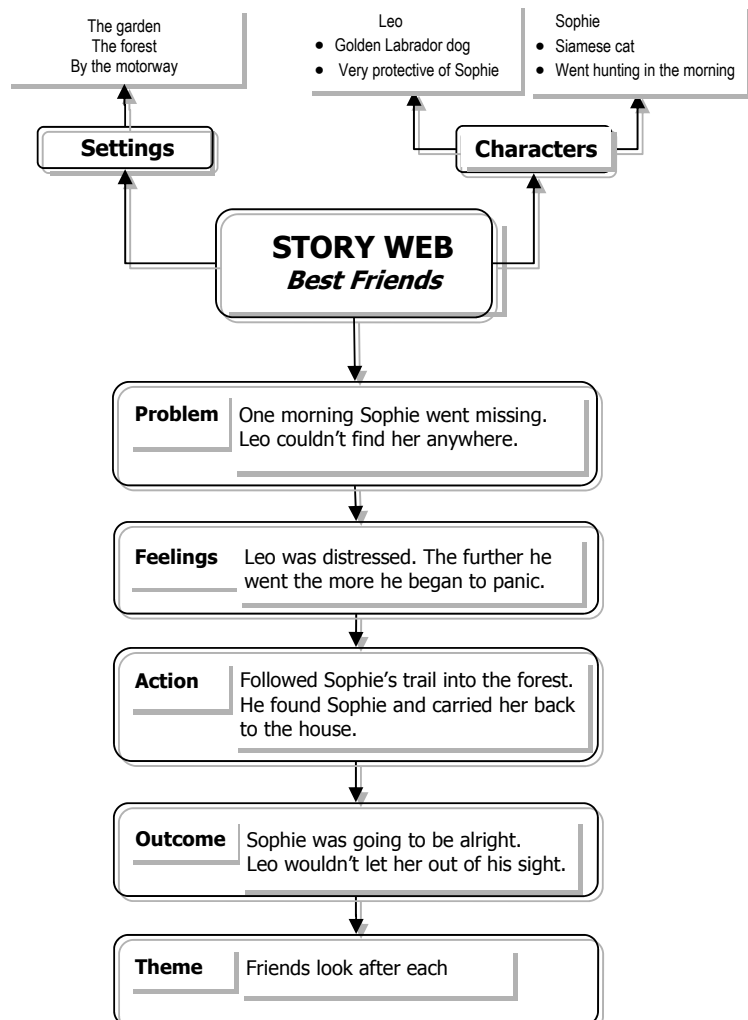 The garden
The forest
By the motorway
Leo
• Golden Labrador dog
• Very protective of Sophie
Sophie
• Siamese cat
• Went hunting in the morning
Settings
Characters
STORY WEB
Best Friends
Problem
One morning Sophie went missing.
Leo couldn’t find her anywhere.
Feelings
Leo was distressed. The further he
went the more he began to panic.
Action
Followed Sophie’s trail into the forest.
He found Sophie and carried her back
to the house.
Outcome
Sophie was going to be alright.
Leo wouldn’t let her out of his sight.
Theme
Friends look after each